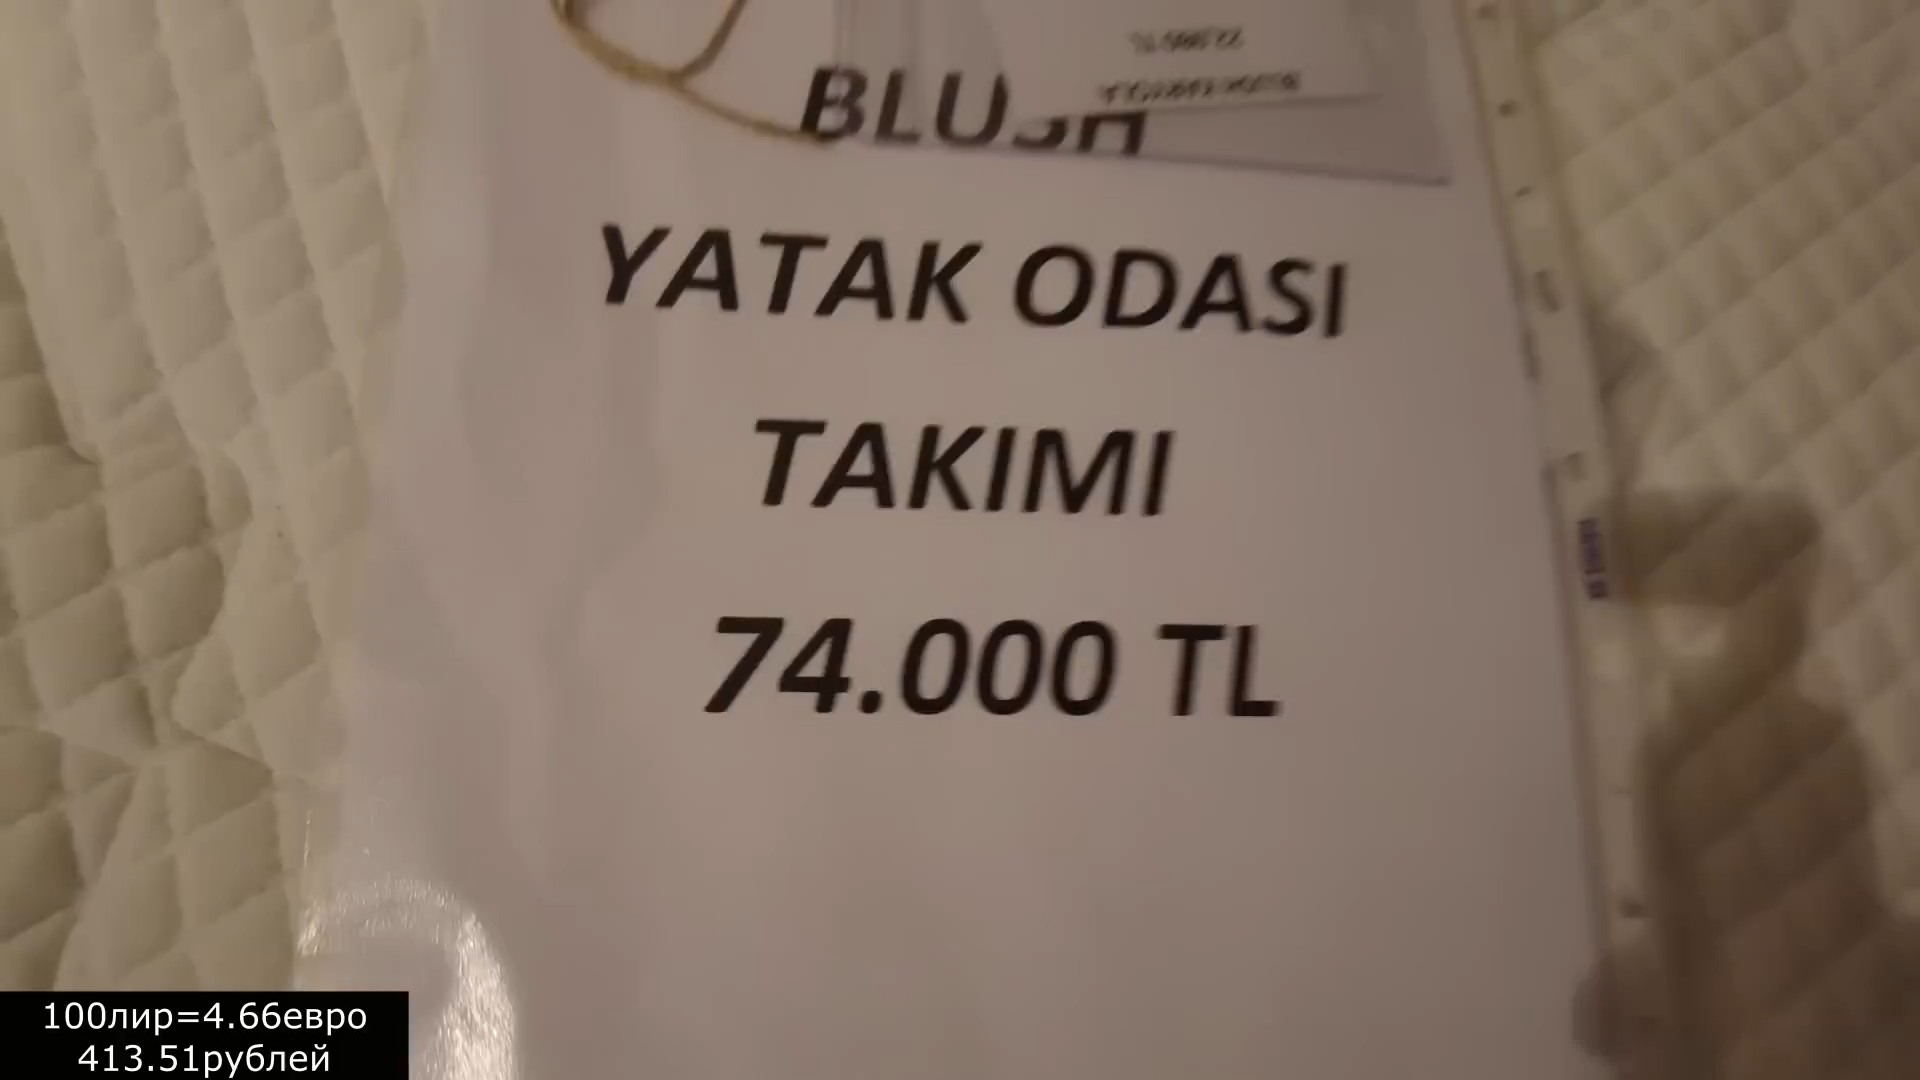 BLUSH
YATAK ODASI
TAKIMI
74.000 TL
100лир=4.66евро
413.51рублей